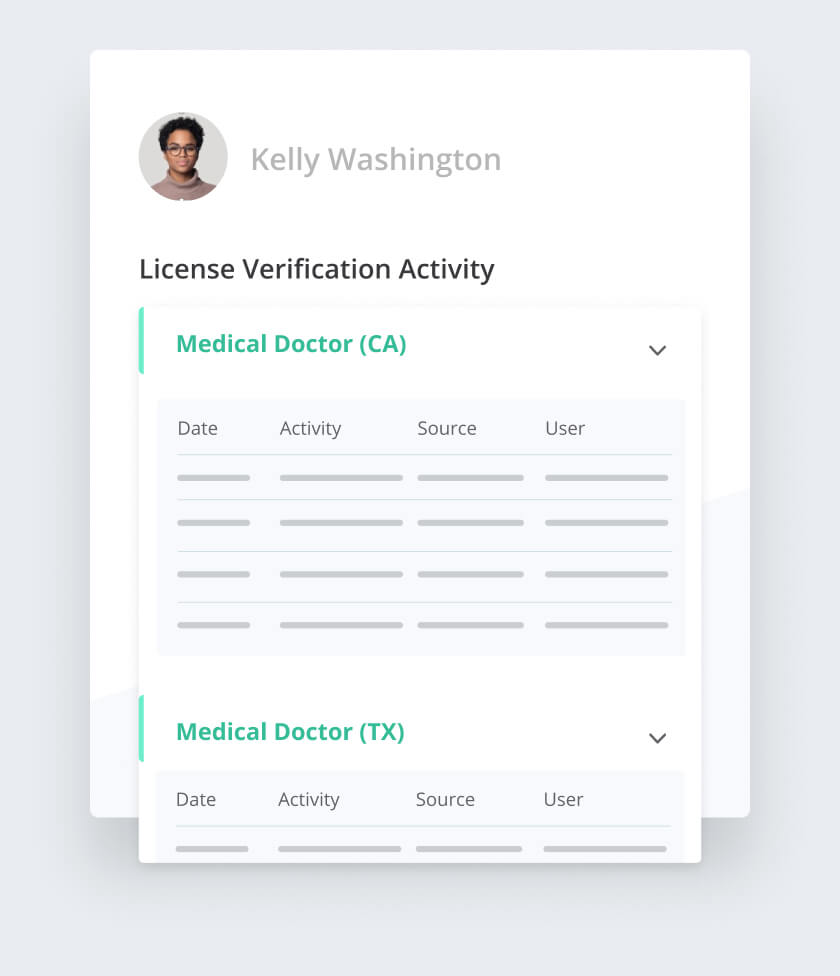 Kelly Washington
License Verification Activity
Medical Doctor (CA)
Date Activity Source User
Medical Doctor (TX)
Date Activity Source User